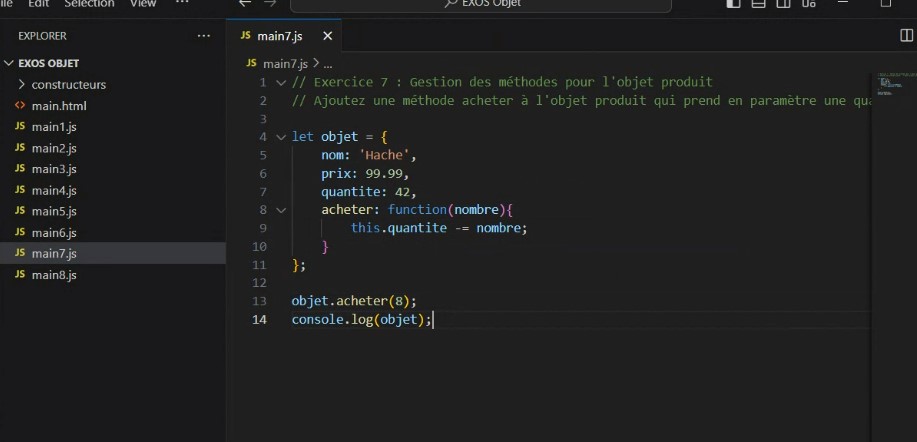 Edit Selection View ...
EXOS Objet
EXPLORER ...
EXOS OBJET
constructeurs
<> main.html
JS main1.js
JS main2.js
JS main3.js
JS main4.js
JS main5.js
JS main6.js
JS main7.js
JS main8.js
JS main7.js
JS main7.js > ...
1 // Exercice 7 : Gestion des méthodes pour l'objet produit
2 // Ajoutez une méthode acheter à l'objet produit qui prend en paramètre une
3
4 let objet = {
5 nom: 'Hache',
6 prix: 99.99,
7 quantite: 42,
8 acheter: function(nombre){
9 this.quantite -= nombre;
10 }
11 };
12
13 objet.acheter(8);
14 console.log(objet);